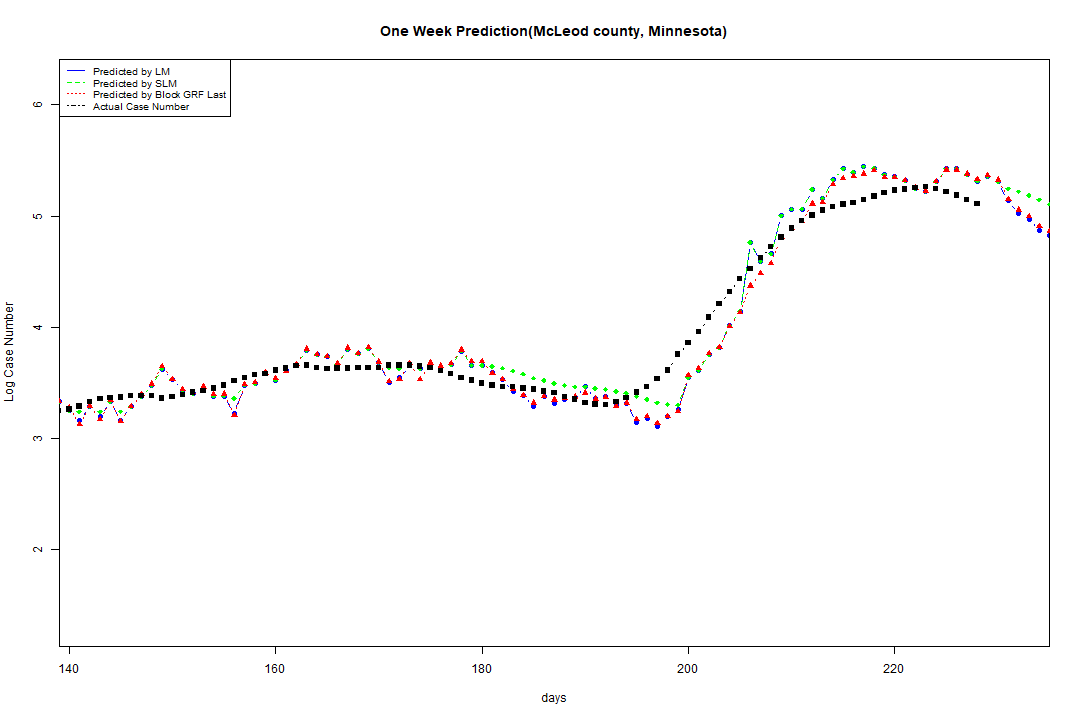 One Week Prediction(McLeod county, Minnesota)
Predicted by LM
Predicted by SLM
Predicted by Block GRF Last
Actual Case Number
6
5
4
3
2
Log Case Number
140 160 180 200 220
days